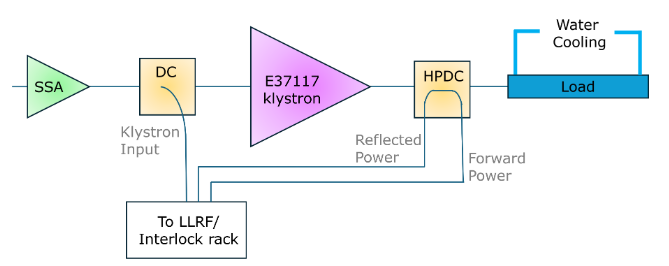 Water
Cooling
SSA
DC
E37117
klystron
HPDC
Load
Klystron
Input
Reflected
Power
Forward
Power
To LLRF/
Interlock rack